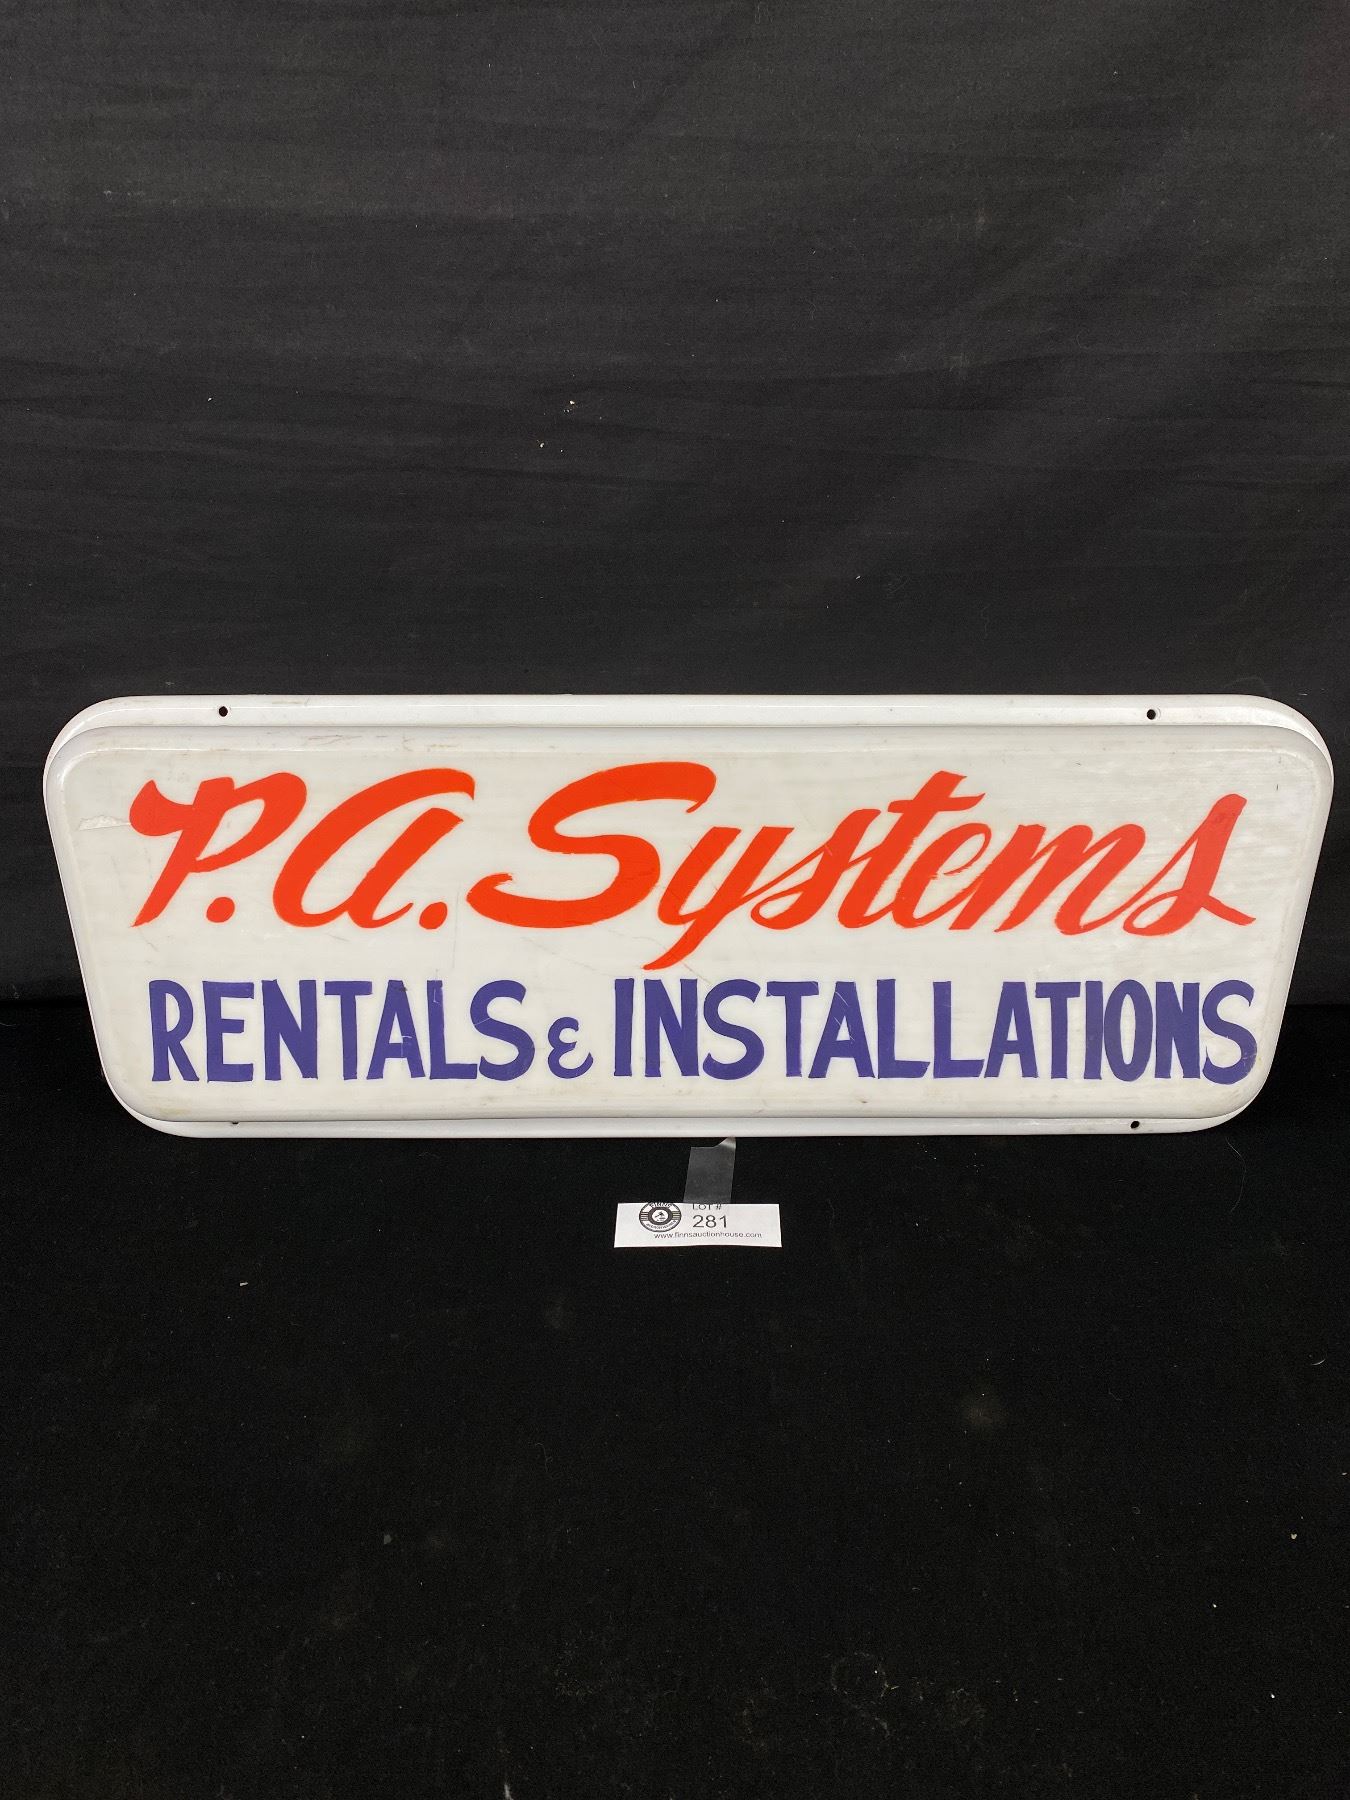 P.A. Systems
RENTALS & INSTALLATIONS
LOT #
281
www.finnsauctionhouse.com